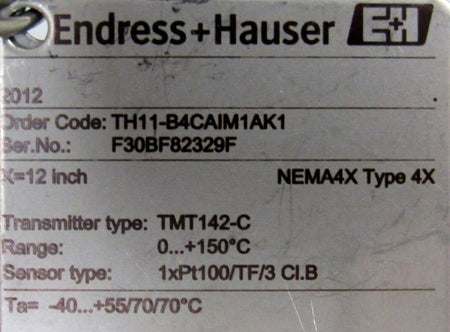 Endress+Hauser E+H
2012
Order Code: TH11-B4CAIM1AK1
Ser.No.: F30BF82329F
X=12 inch NEMA4X Type 4X
Transmitter type: TMT142-C
Range: 0...+150°C
Sensor type: 1xPt100/TF/3 Cl.B
Ta= -40...+55/70/70°C